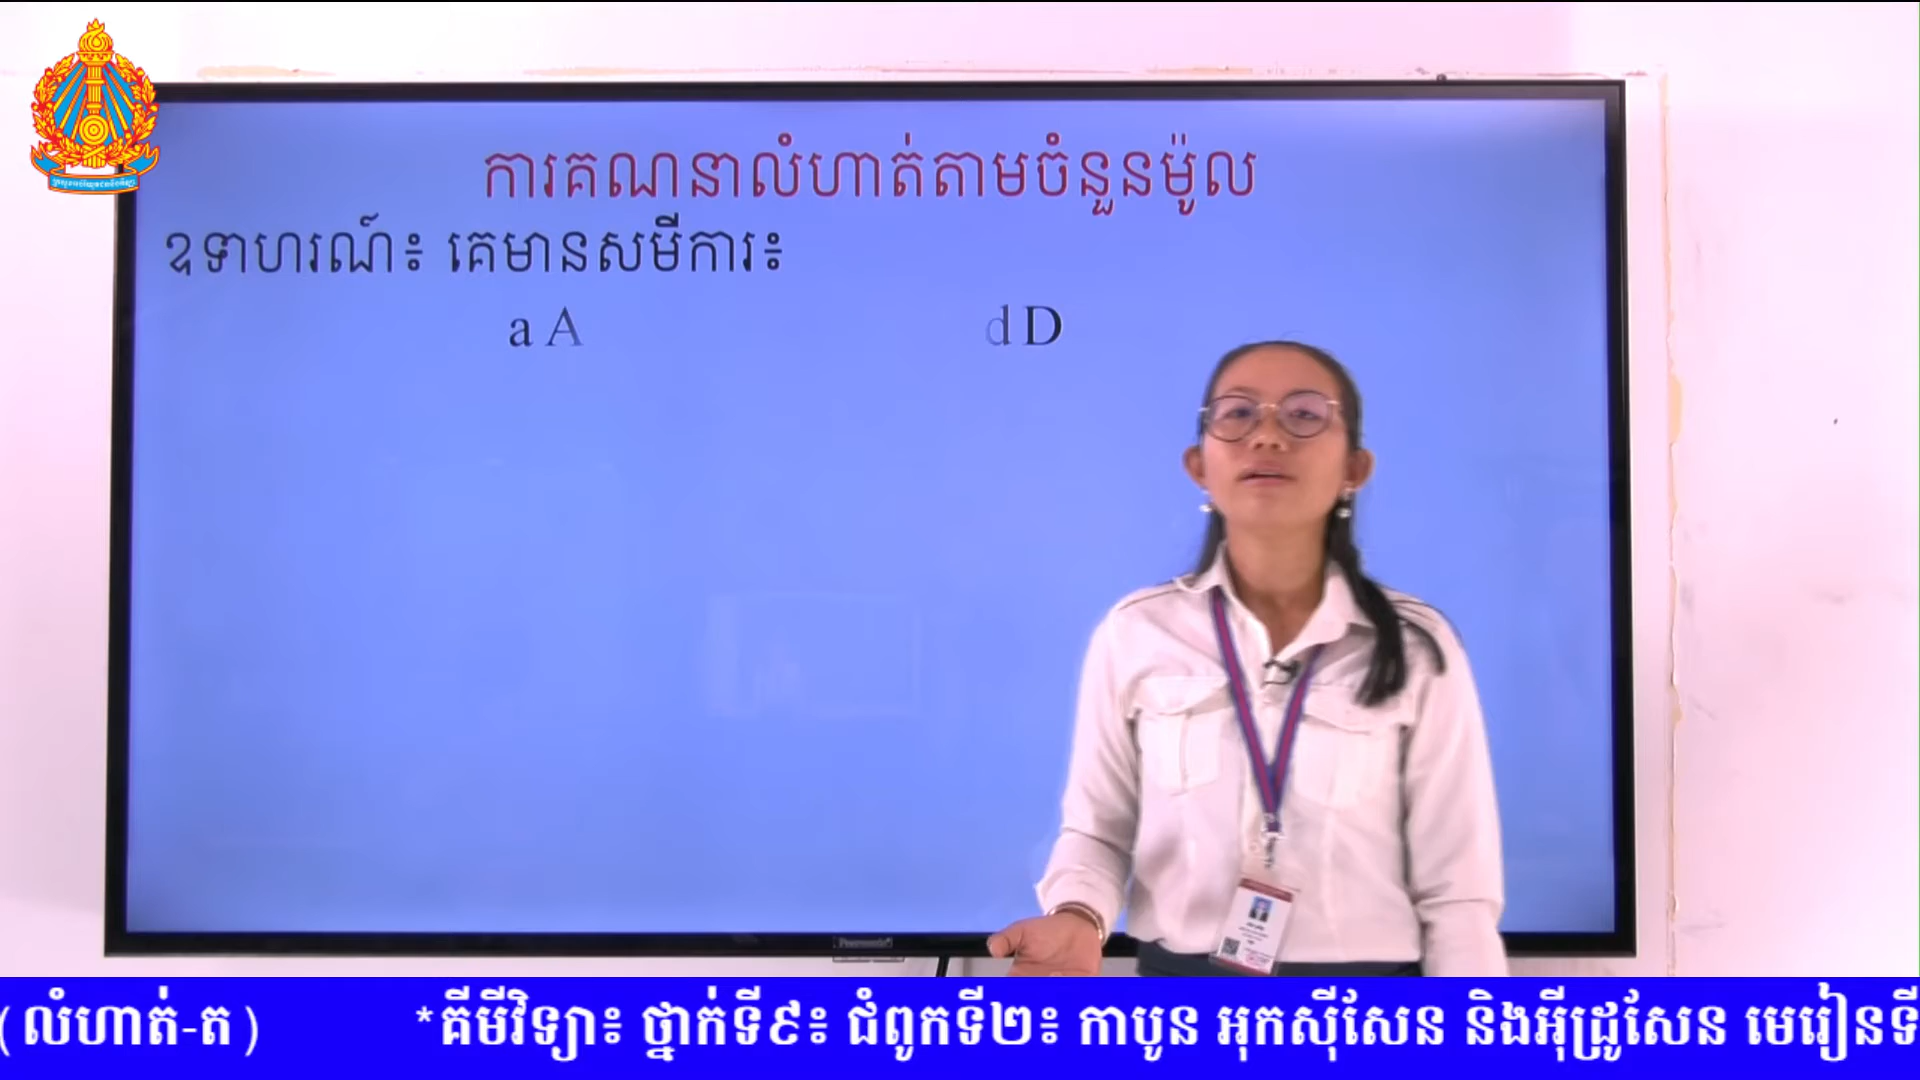 ការគណនាលំហាត់តាមចំនួនម៉ូល
ឧទាហរណ៍៖ គេមានសមីការ៖
a A d D
(លំហាត់-ត) *គីមីវិទ្យា៖ ថ្នាក់ទី៩៖ ជំពូកទី២៖ កាបូន អុកស៊ីសែន និងអ៊ីដ្រូសែន មេរៀនទី